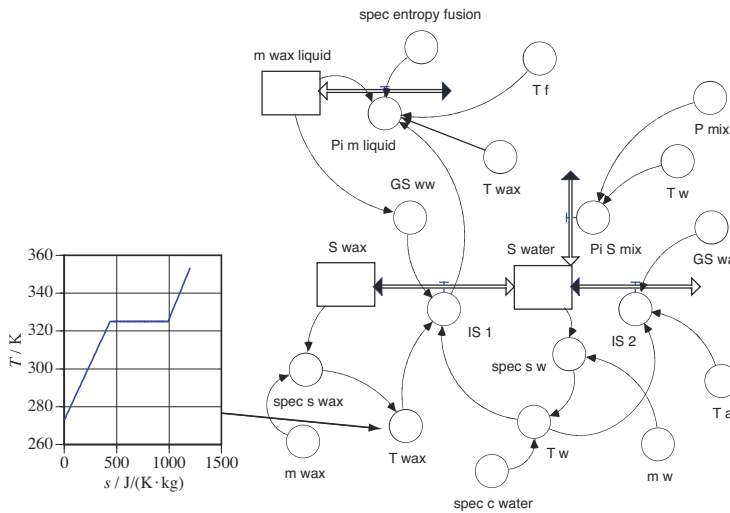 spec entropy fusion
m wax liquid
T f
P mix
Pi m liquid
T wax
T w
GS ww
S wax
S water
Pi S mix
GS wa
IS 1
IS 2
spec s w
spec s wax
T a
m wax
T wax
T w
m w
spec c water
360
340
320
300
280
260
T / K
0
500
1000
1500
s / J/(K·kg)